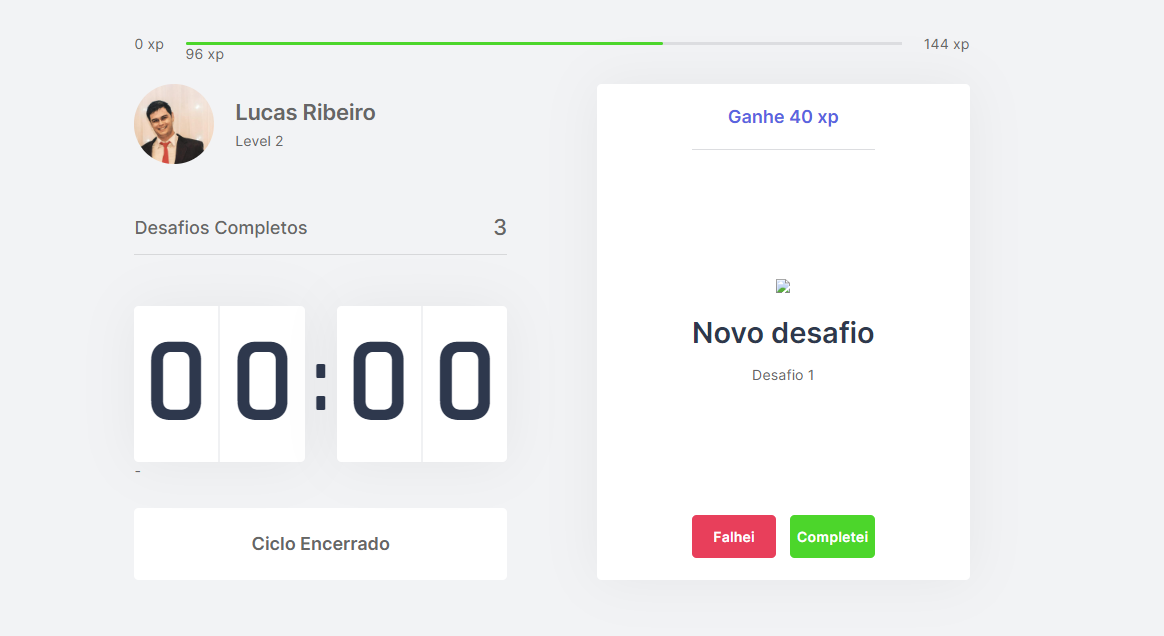 0 xp
96 xp
144 xp
Lucas Ribeiro
Level 2
Desafios Completos 3
00:00
-
Ciclo Encerrado
Ganhe 40 xp
Novo desafio
Desafio 1
Falhei
Completei